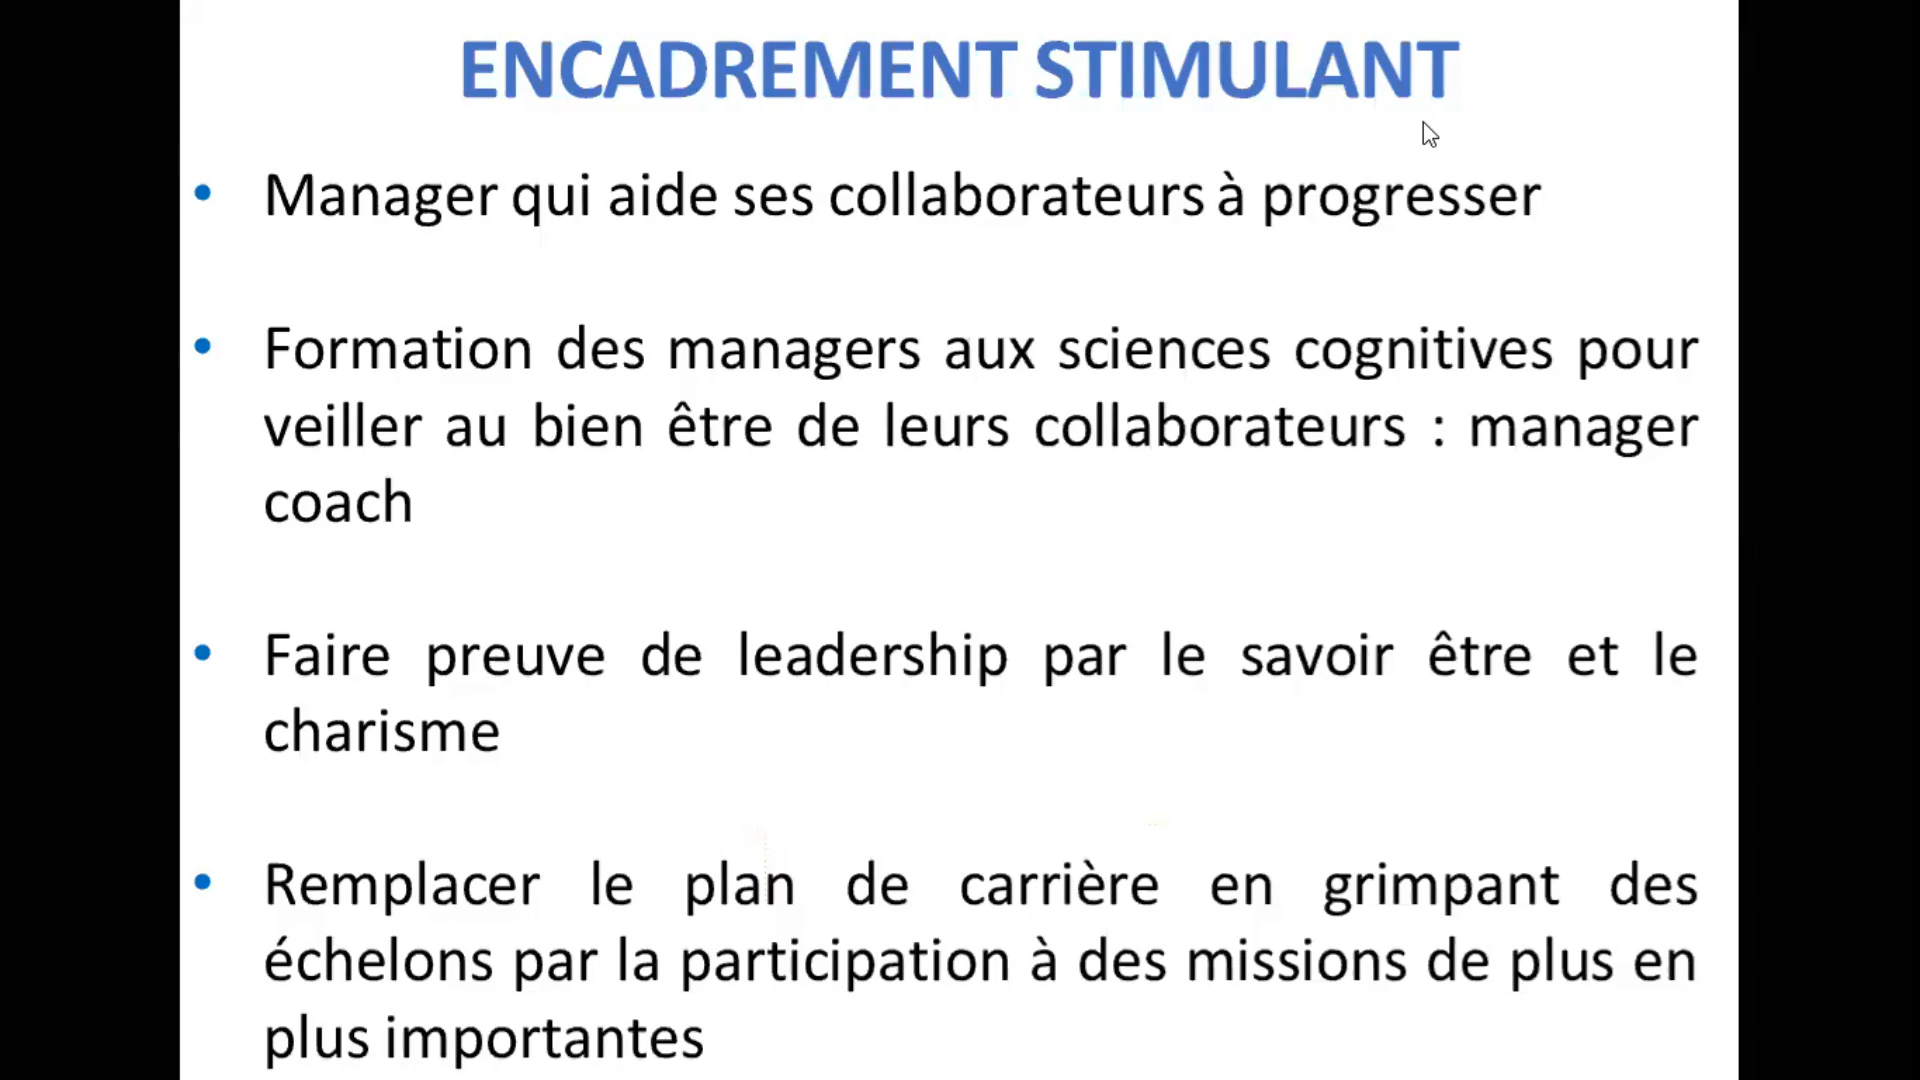 ENCADREMENT STIMULANT
• Manager qui aide ses collaborateurs à progresser
• Formation des managers aux sciences cognitives pour
veiller au bien être de leurs collaborateurs : manager
coach
• Faire preuve de leadership par le savoir être et le
charisme
• Remplacer le plan de carrière en grimpant des
échelons par la participation à des missions de plus en
plus importantes